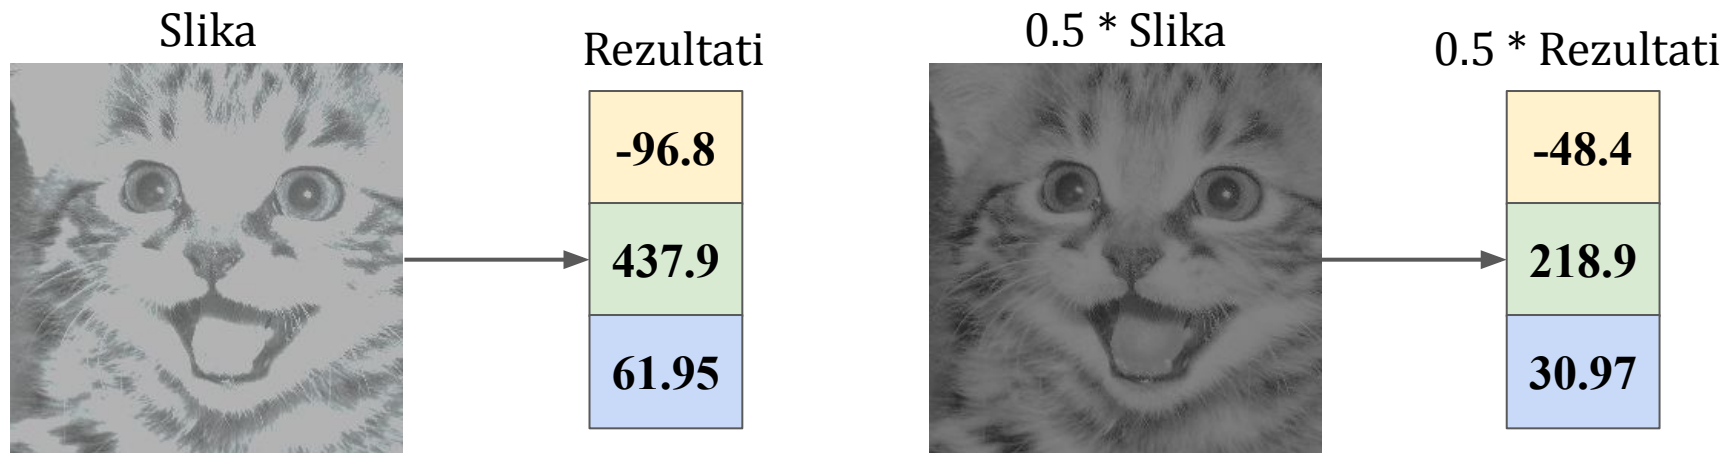 Slika
Rezultati
-96.8
437.9
61.95
0.5 * Slika
0.5 * Rezultati
-48.4
218.9
30.97